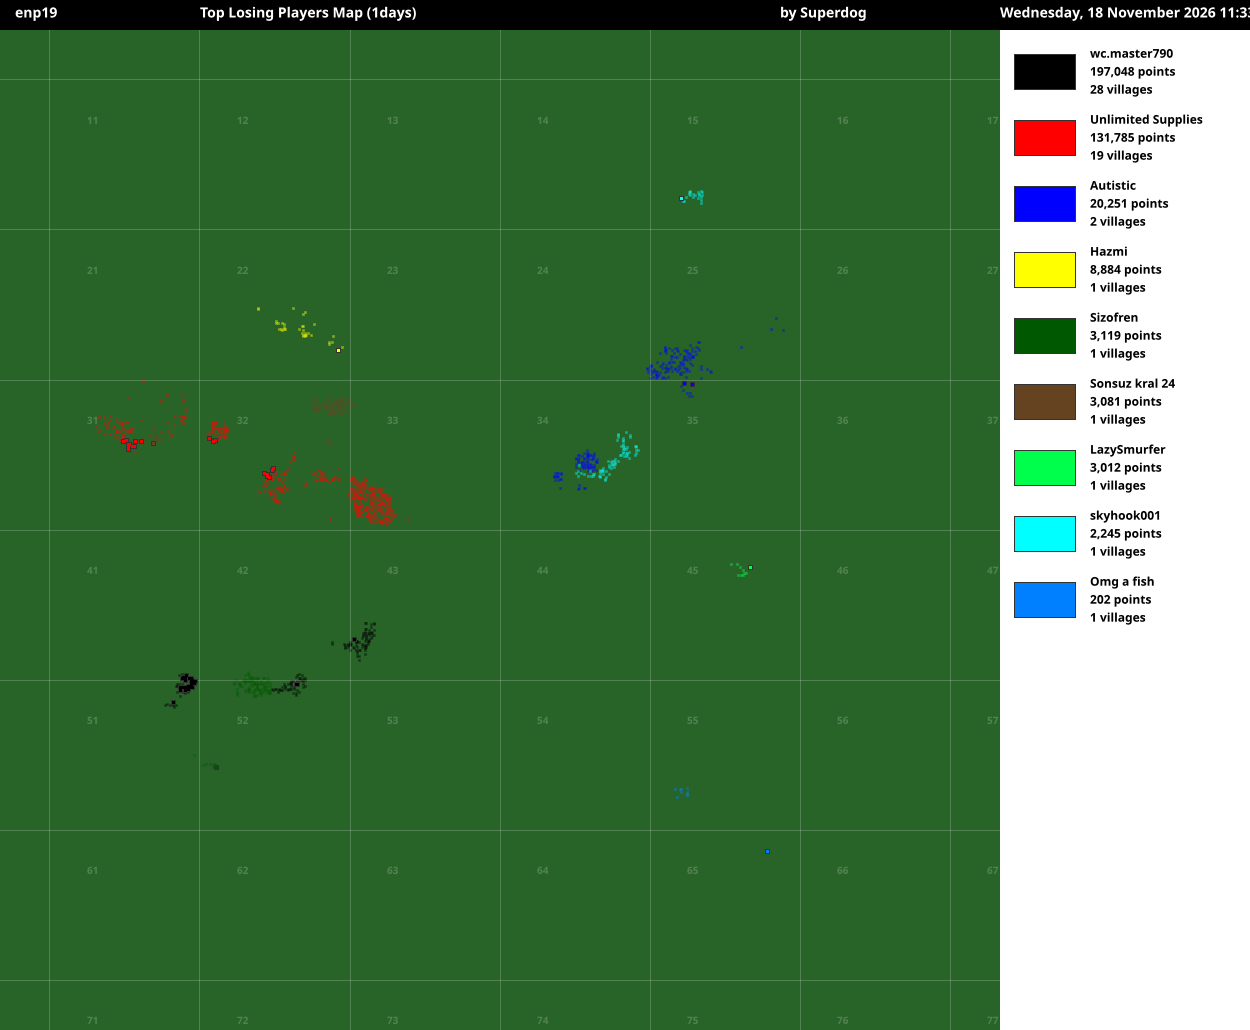 enp19 Top Losing Players Map (1days) by Superdog Wednesday, 18 November 2026
wc.master790
197,048 points
28 villages
Unlimited Supplies
131,785 points
19 villages
Autistic
20,251 points
2 villages
Hazmi
8,884 points
1 villages
Sizofren
3,119 points
1 villages
Sonsuz kral 24
3,081 points
1 villages
LazySmurfer
3,012 points
1 villages
skyhook001
2,245 points
1 villages
Omg a fish
202 points
1 villages
11 12 13 14 15 16 17
21 22 23 24 25 26 27
31 32 33 34 35 36 37
41 42 43 44 45 46 47
51 52 53 54 55 56 57
61 62 63 64 65 66 67
71 72 73 74 75 76 77